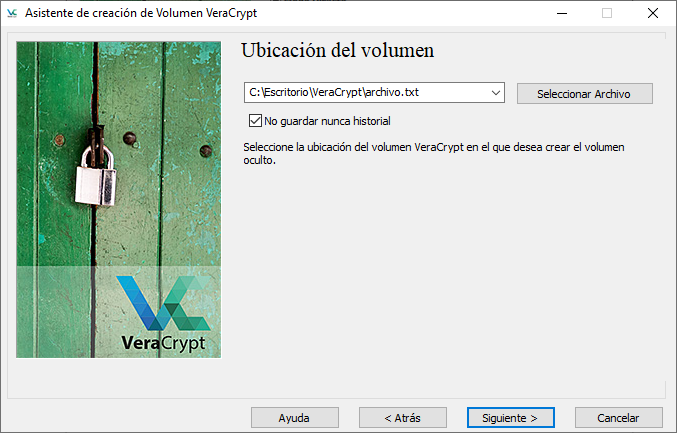 Asistente de creación de Volumen VeraCrypt
Ubicación del volumen
C:\Escritorio\VeraCrypt\archivo.txt
Seleccionar Archivo
No guardar nunca historial
Seleccione la ubicación del volumen VeraCrypt en el que desea crear el volumen
oculto.
VeraCrypt
Ayuda
< Atrás
Siguiente >
Cancelar